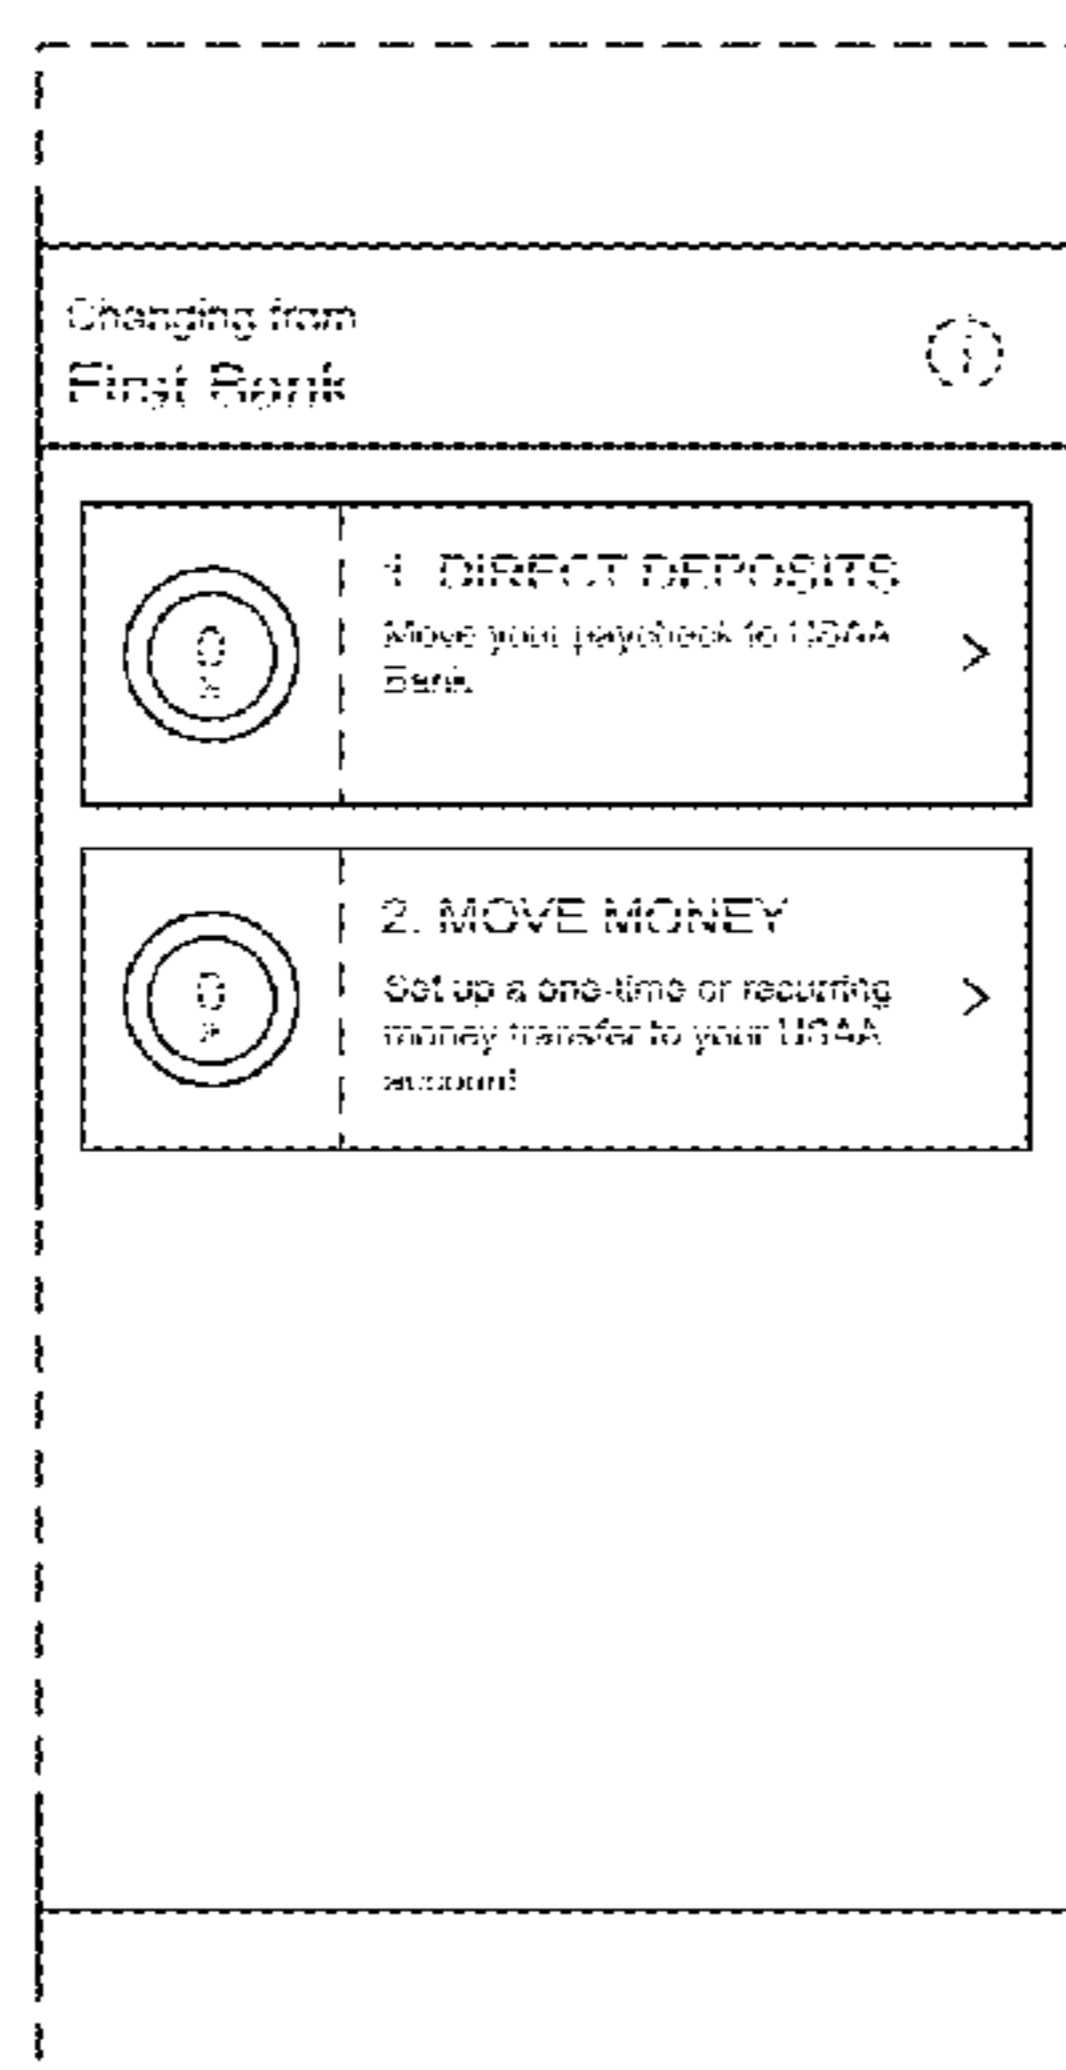 Changing from
First Bank
i
1. DIRECT DEPOSITS
Move your paycheck to USAA
Bank
0
%
2. MOVE MONEY
Set up a one-time or recurring
money transfer to your USAA
account
0
%